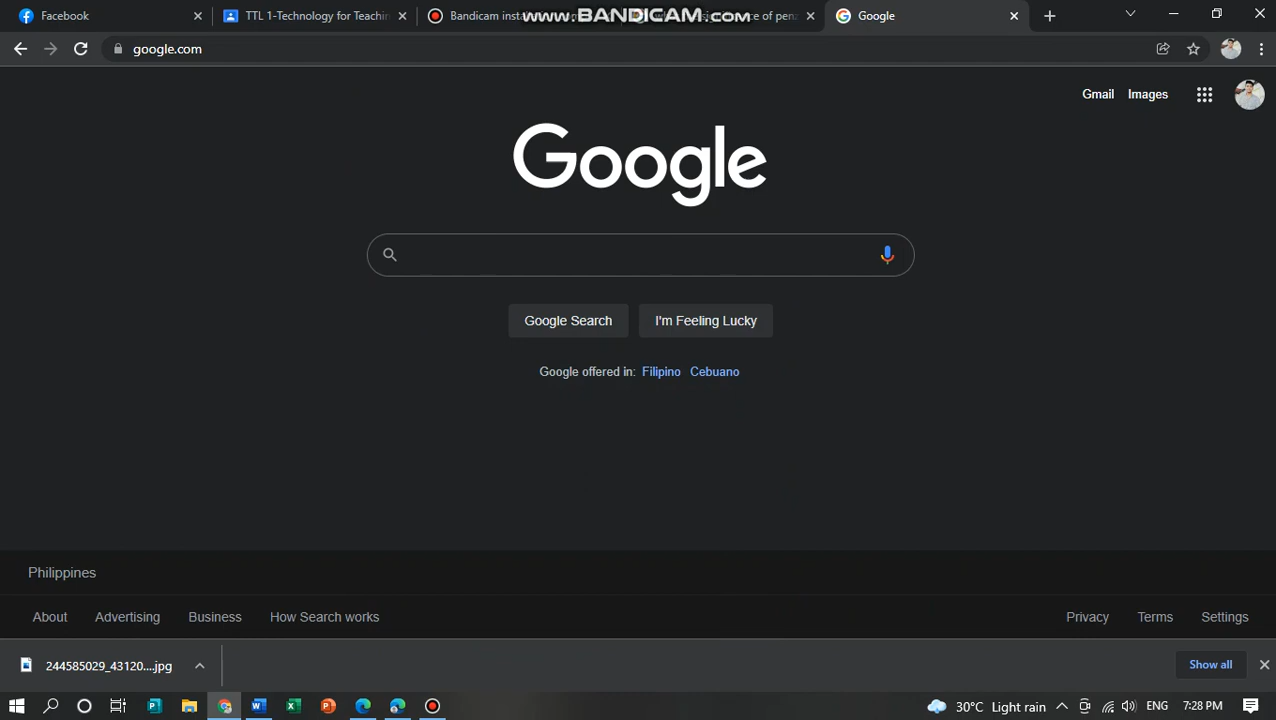 Facebook
TTL 1-Technology for Teachin
Bandicam inst
ce of pen
Google
www.BANDICAM.com
google.com
Gmail
Images
Google
Google Search
I'm Feeling Lucky
Google offered in: Filipino Cebuano
Philippines
About
Advertising
Business
How Search works
Privacy
Terms
Settings
244585029_43120....jpg
Show all
30°C Light rain
ENG
7:28 PM